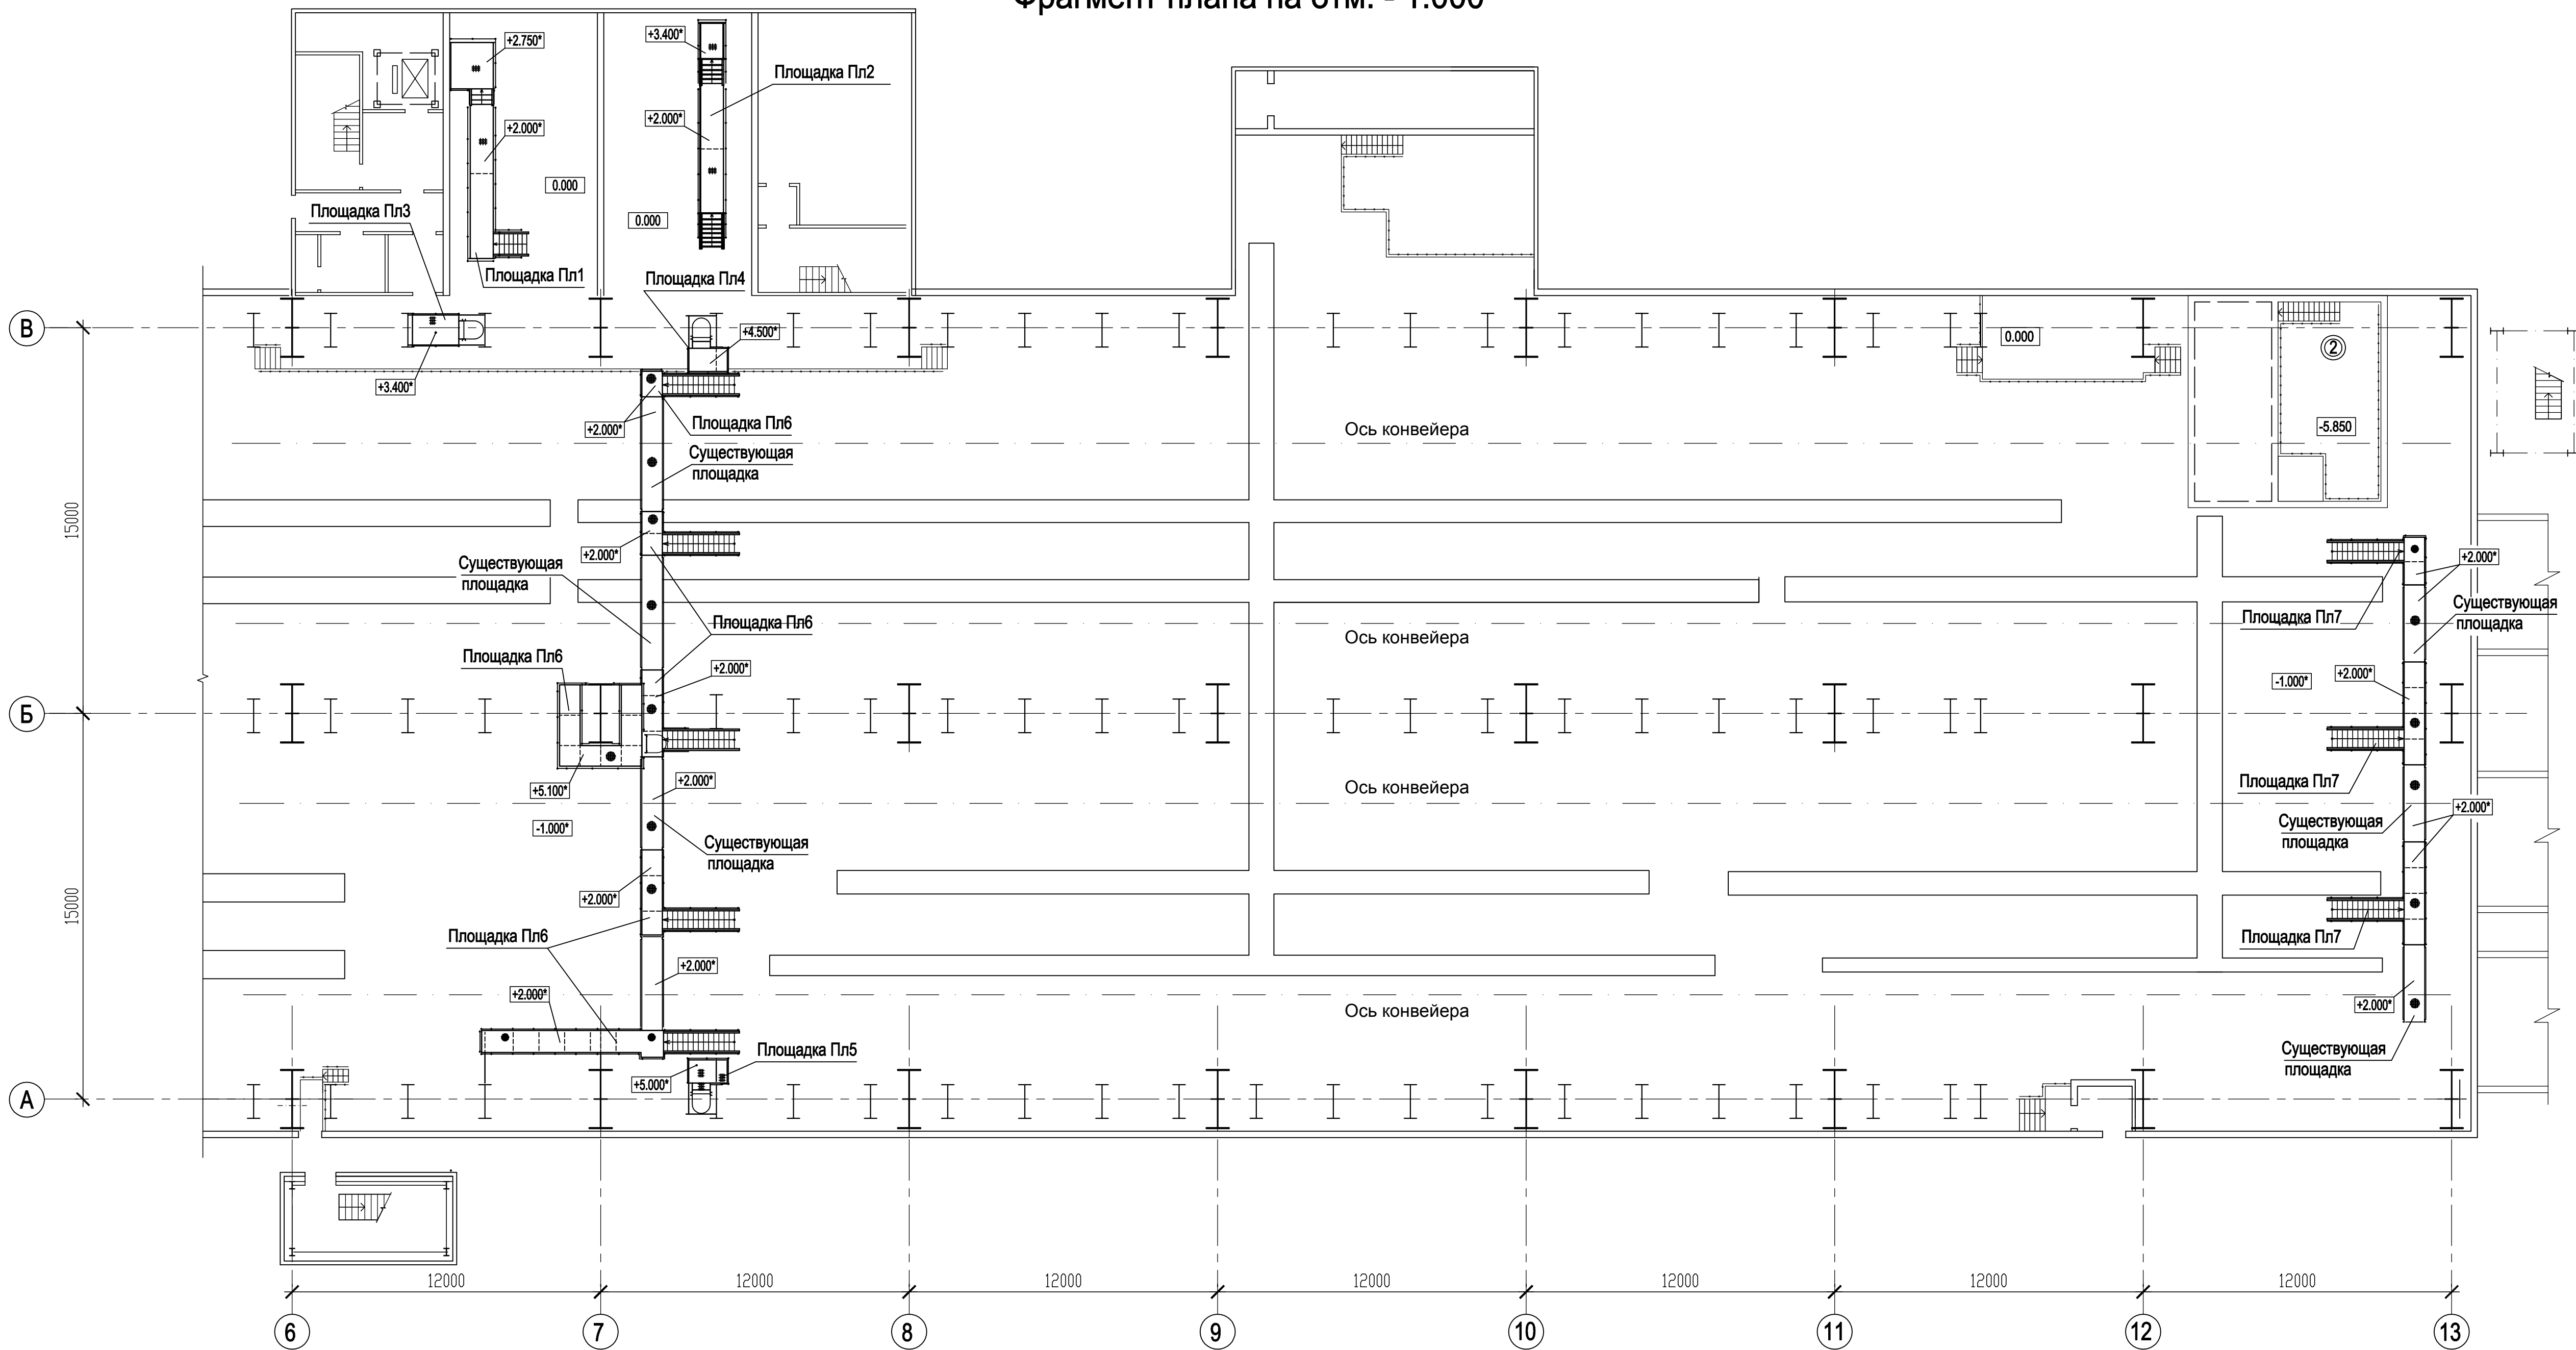 Фрагмент плана на отм. - 1.000
+2.750*
+3.400*
Площадка Пл2
+2.000*
+2.000*
0.000
0.000
Площадка Пл3
Площадка Пл1
Площадка Пл4
В
+4.500*
0.000
2
+3.400*
+2.000*
Площадка Пл6
Ось конвейера
-5.850
Существующая
площадка
15000
+2.000*
+2.000*
Существующая
площадка
Существующая
площадка
Площадка Пл6
Площадка Пл7
Ось конвейера
Площадка Пл6
+2.000*
-1.000*
+2.000*
Б
+5.100*
+2.000*
Ось конвейера
Площадка Пл7
+2.000*
-1.000*
Существующая
площадка
Существующая
площадка
15000
+2.000*
Площадка Пл6
Площадка Пл7
+2.000*
+2.000*
Ось конвейера
+2.000*
Площадка Пл5
Существующая
площадка
+5.000*
А
12000
12000
12000
12000
12000
12000
12000
6
7
8
9
10
11
12
13